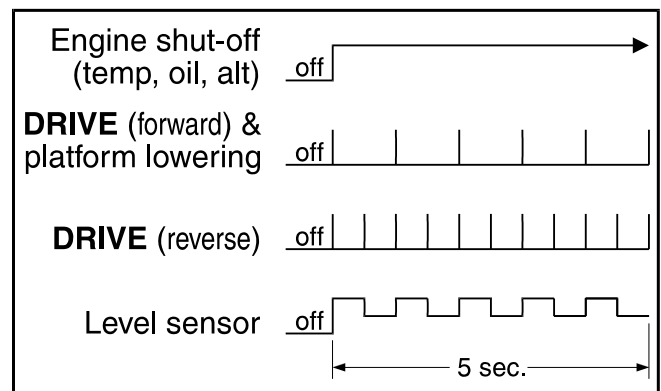 Engine shut-off
(temp, oil, alt) off
DRIVE (forward) &
platform lowering off
DRIVE (reverse) off
Level sensor off
5 sec.